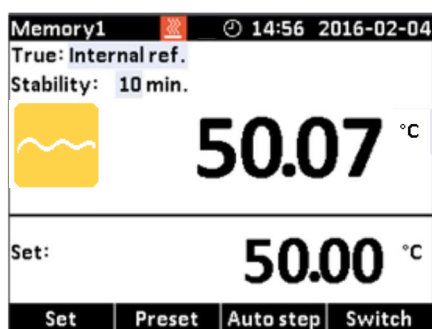 Memory1 14:56 2016-02-04
True: Internal ref.
Stability: 10 min.
50.07 °C
Set: 50.00 °C
Set Preset Auto step Switch